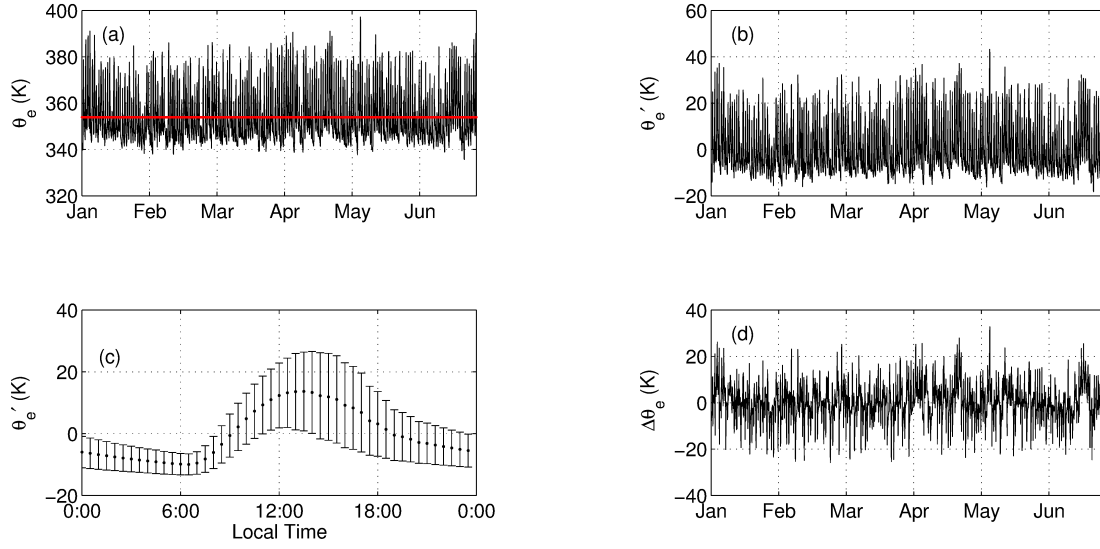 (a)
θe (K)
400
380
360
340
320
Jan Feb Mar Apr May Jun
(b)
θe′ (K)
60
40
20
0
−20
Jan Feb Mar Apr May Jun
(c)
θe′ (K)
40
20
0
−20
0:00 6:00 12:00 18:00 0:00
Local Time
(d)
Δθe (K)
40
20
0
−20
−40
Jan Feb Mar Apr May Jun